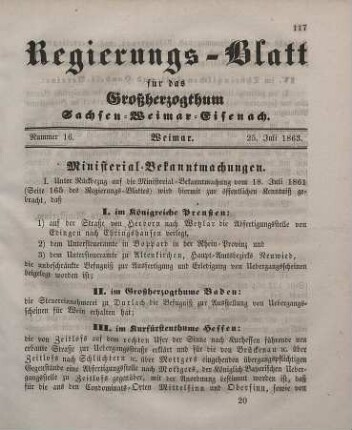 117
Regierungs-Blatt
für das
Großherzogthum
Sachsen-Weimar-Eisenach.
Nummer 16. Weimar. 25. Juli 1863.
Ministerial-Bekanntmachungen.
I. Unter Rückbezug auf die Ministerial-Bekanntmachung vom 18. Juli 1861
(Seite 165 des Regierungs-Blattes) wird hiermit zur öffentlichen Kenntniß ge-
bracht, daß
I. im Königreiche Preußen:
1) auf der Straße von Herborn nach Wetzlar die Abfertigungsstelle von
Edingen nach Ehringshausen verlegt,
2) dem Untersteueramte in Boppard in der Rhein-Provinz und
3) dem Untersteueramte zu Altenkirchen, Haupt-Amtsbezirks Neuwied,
die unbeschränkte Befugniß zur Ausfertigung und Erledigung von Uebergangsscheinen
beigelegt worden ist;
II. im Großherzogthume Baden:
die Steuereinnehmerei zu Durlach die Befugniß zur Ausstellung von Uebergangs-
scheinen für Wein erhalten hat;
III. im Kurfürstenthume Hessen:
die von Zeitlofs auf dem rechten Ufer der Sinn nach Kurhessen führende neu
erbaute Straße zur Uebergangsstraße erklärt und für die von Brückenau u. über
Zeitlofs nach Schlüchtern u. über Mottgers eingehenden übergangspflichtigen
Gegenstände eine Abfertigungsstelle nach Mottgers, der Königlich Bayerischen Ueber-
gangsstelle zu Zeitlofs gegenüber, mit der Anordnung bestimmt worden ist,
daß die aus den Condominats-Orten Mittelsinn und Obersinn, sowie von
20